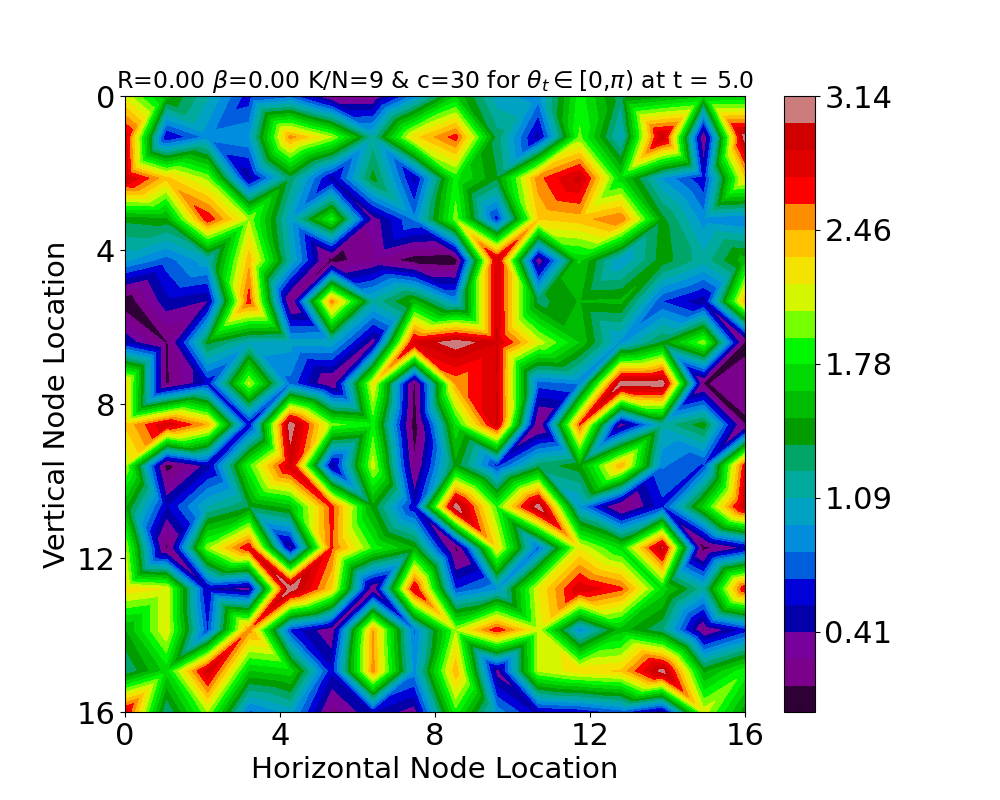 R=0.00 β=0.00 K/N=9 & c=30 for θₜ ∈ [0,π) at t = 5.0
0
4
8
12
16
Vertical Node Location
0 4 8 12 16
Horizontal Node Location
3.14
2.46
1.78
1.09
0.41